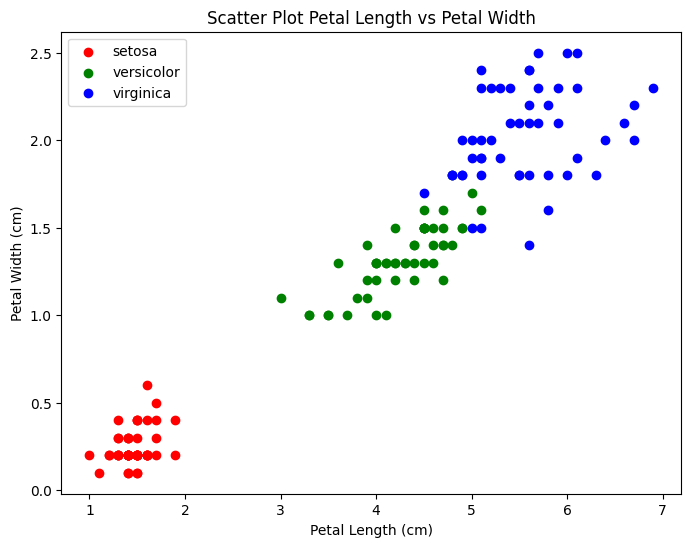 Scatter Plot Petal Length vs Petal Width
setosa
versicolor
virginica
Petal Width (cm)
2.5
2.0
1.5
1.0
0.5
0.0
1 2 3 4 5 6 7
Petal Length (cm)